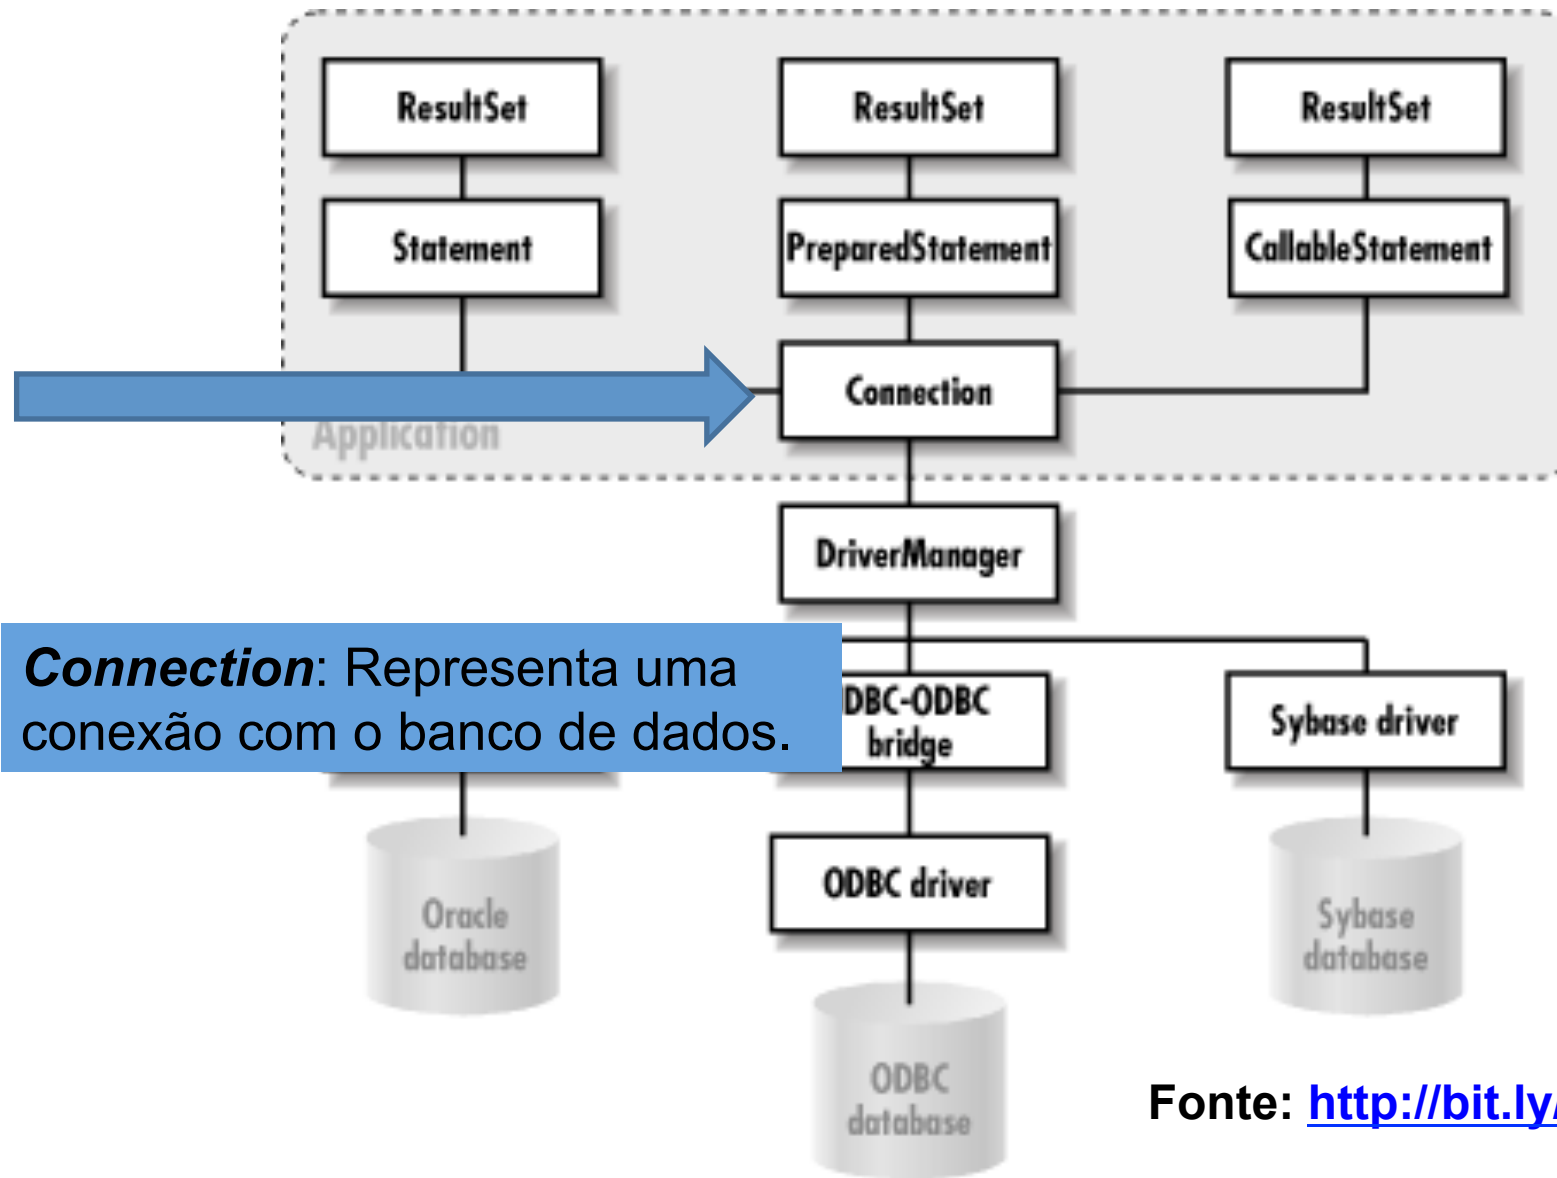 ResultSet
ResultSet
ResultSet
Statement
PreparedStatement
CallableStatement
Connection
Application
DriverManager
Connection: Representa uma
conexão com o banco de dados.
DBC-ODBC
bridge
Sybase driver
ODBC driver
Oracle
database
Sybase
database
ODBC
database
Fonte: http://bit.ly/